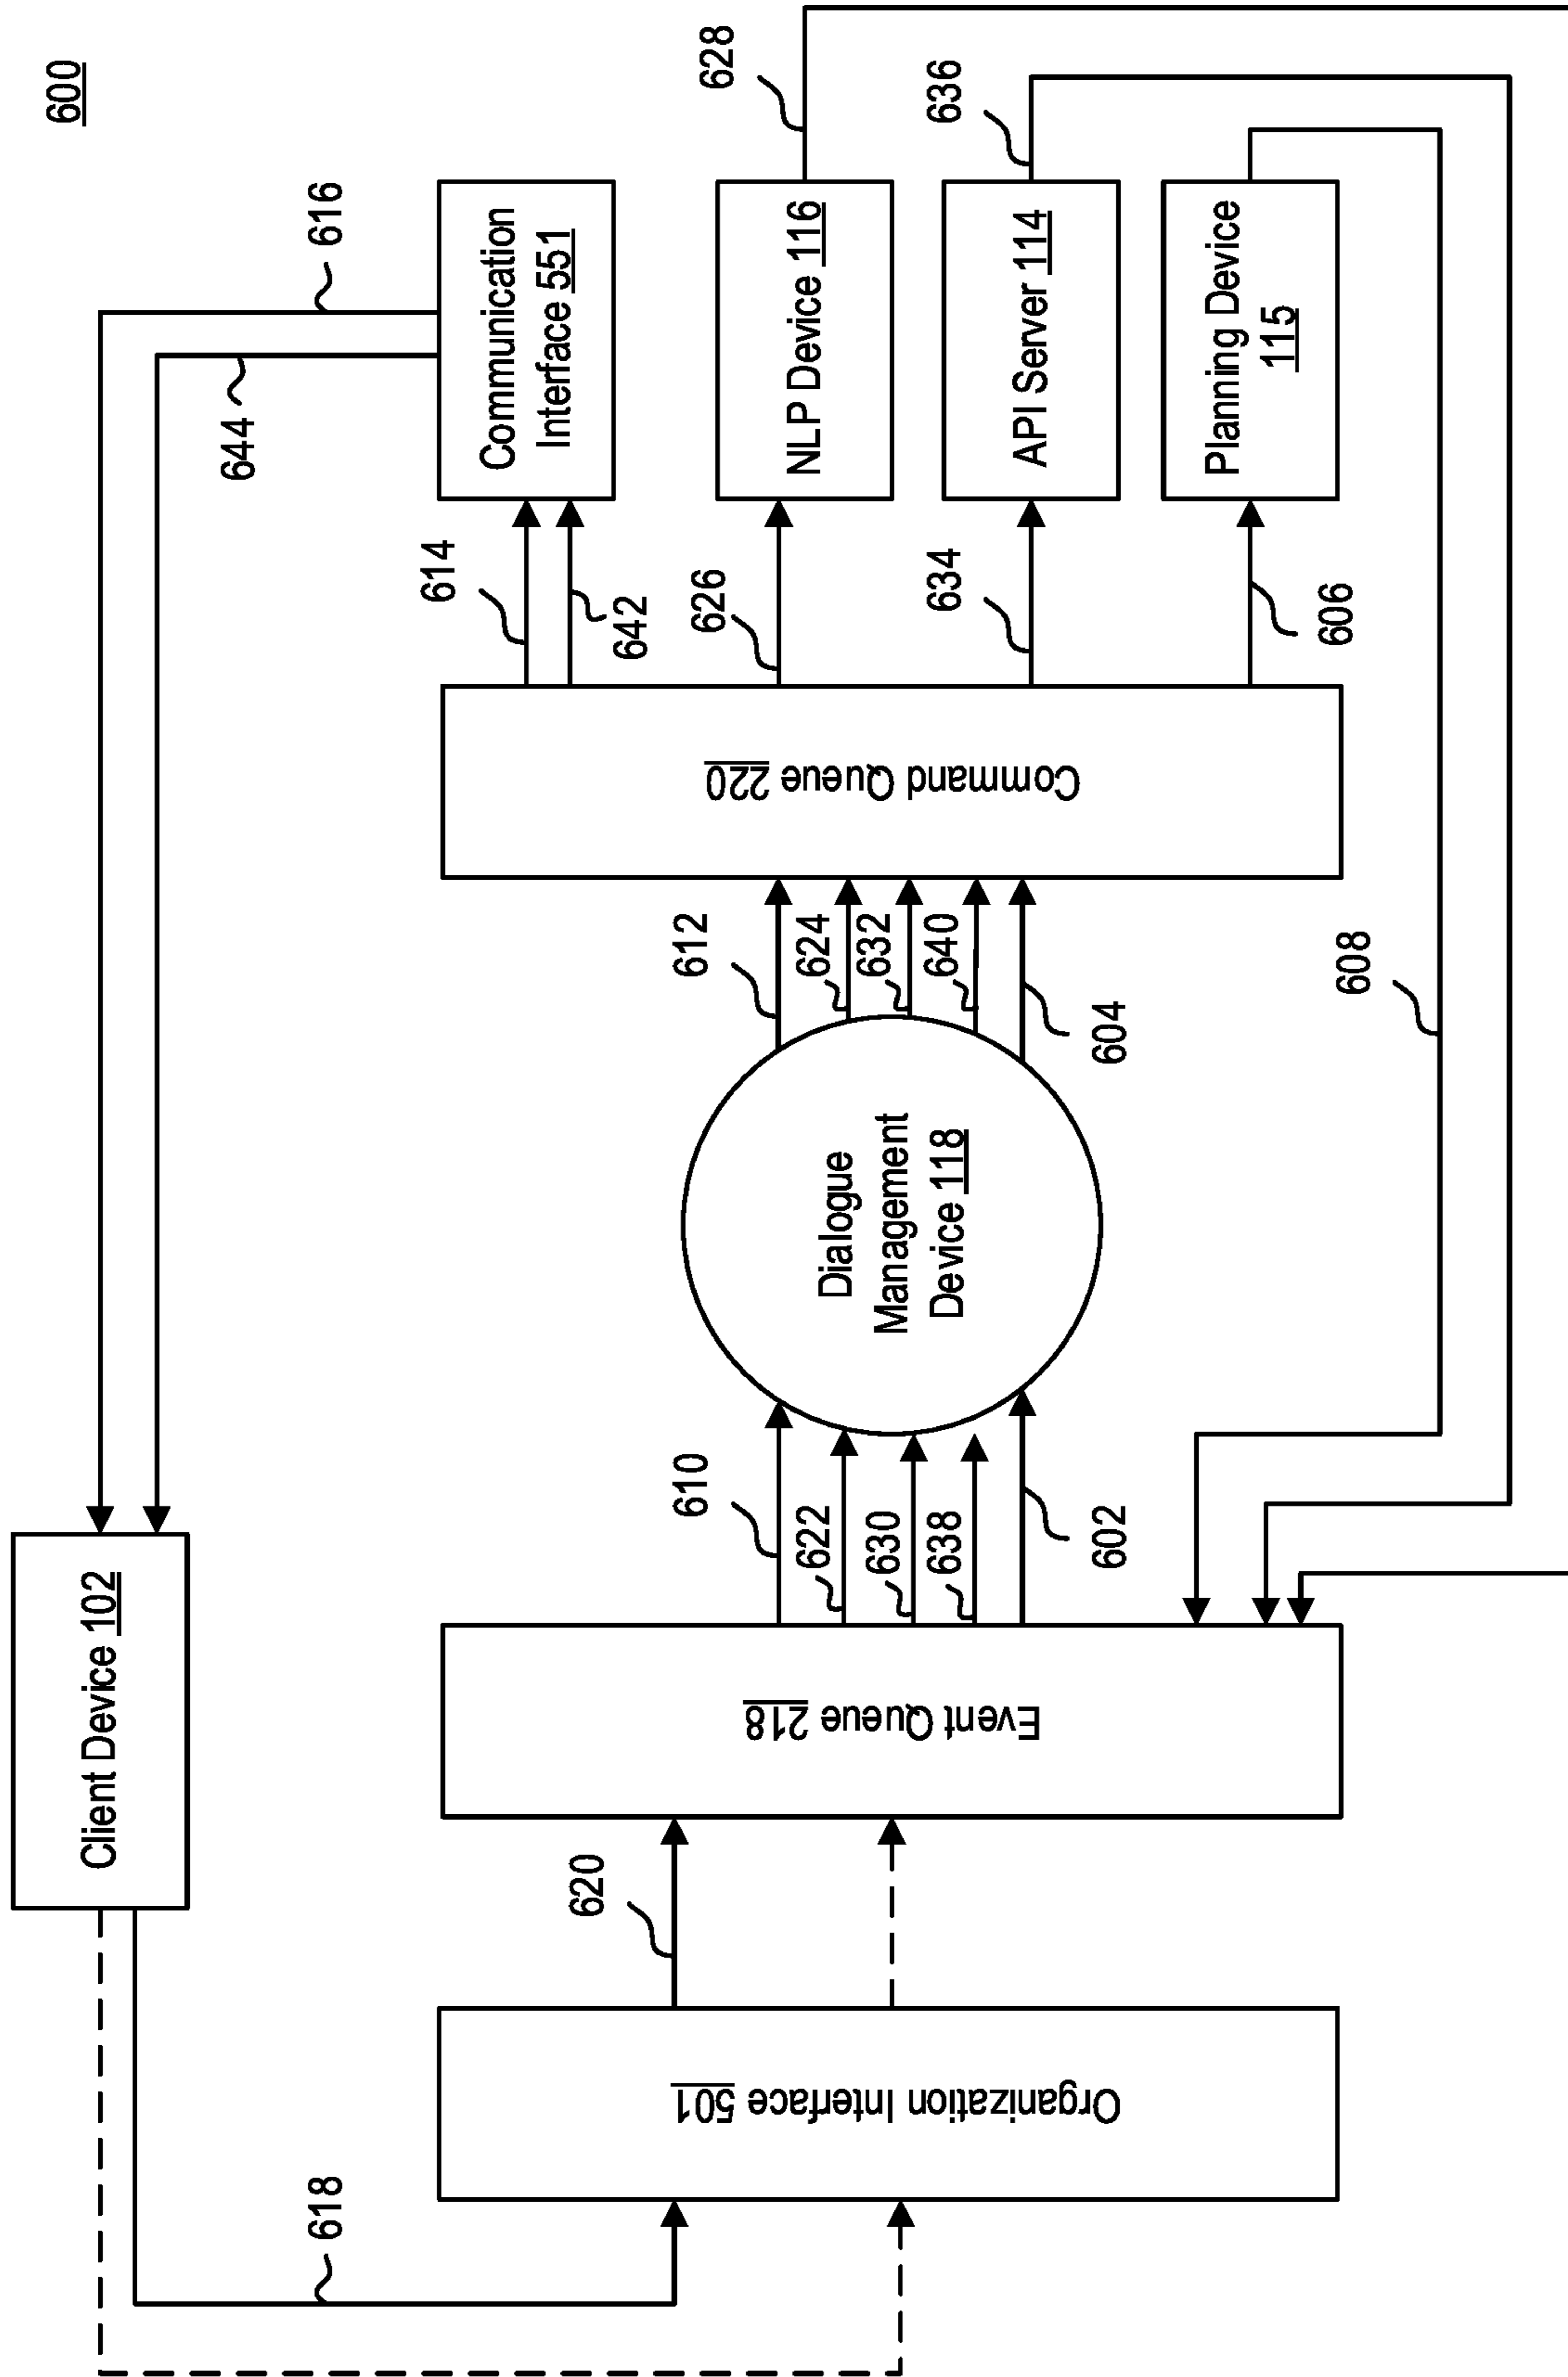 600
Client Device 102
616
644
618
Organization Interface 501
620
Event Queue 218
610
622
630
638
602
Dialogue
Management
Device 118
612
624
632
640
604
Command Queue 220
614
642
626
634
606
Communication
Interface 551
NLP Device 116
API Server 114
Planning Device
115
628
636
608